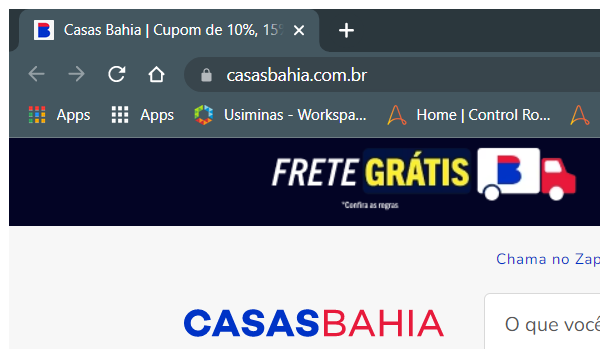 Casas Bahia | Cupom de 10%, 15%
casasbahia.com.br
Apps Apps Usiminas - Workspa... Home | Control Ro...
FRETE GRÁTIS
*Confira as regras
Chama no Zap
CASASBAHIA
O que você